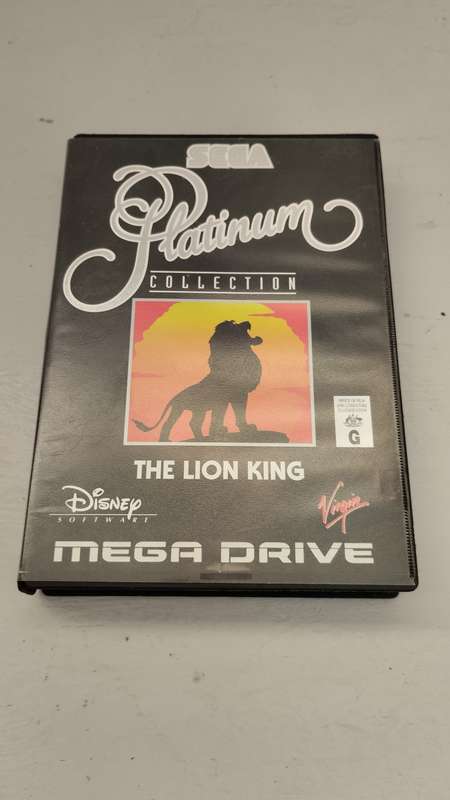 SEGA
Platinum
COLLECTION
G
THE LION KING
Disney
SOFTWARE
Virgin
MEGA DRIVE